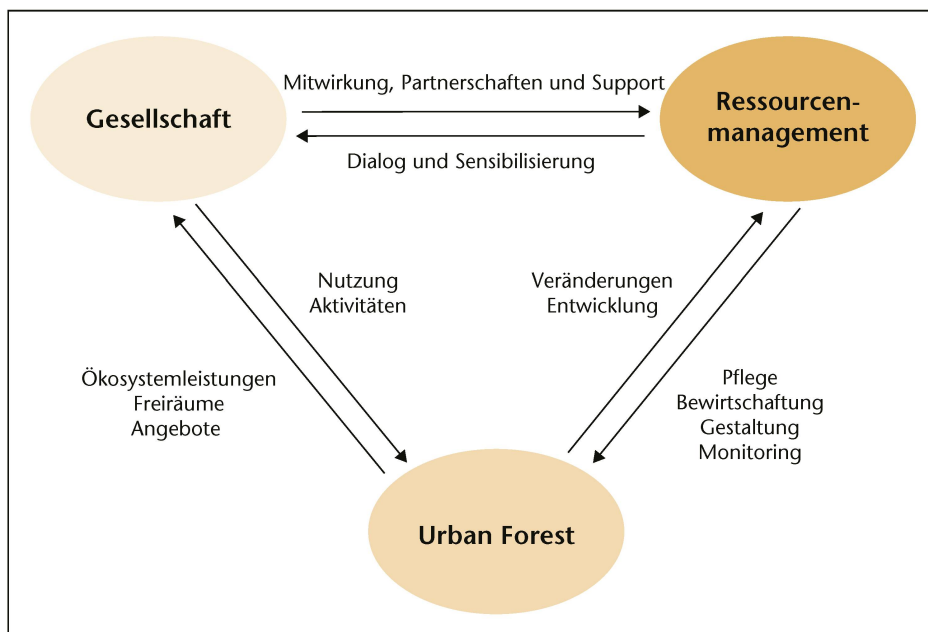 Mitwirkung, Partnerschaften und Support
Gesellschaft
Ressourcen-
management
Dialog und Sensibilisierung
Nutzung
Aktivitäten
Veränderungen
Entwicklung
Ökosystemleistungen
Freiräume
Angebote
Pflege
Bewirtschaftung
Gestaltung
Monitoring
Urban Forest